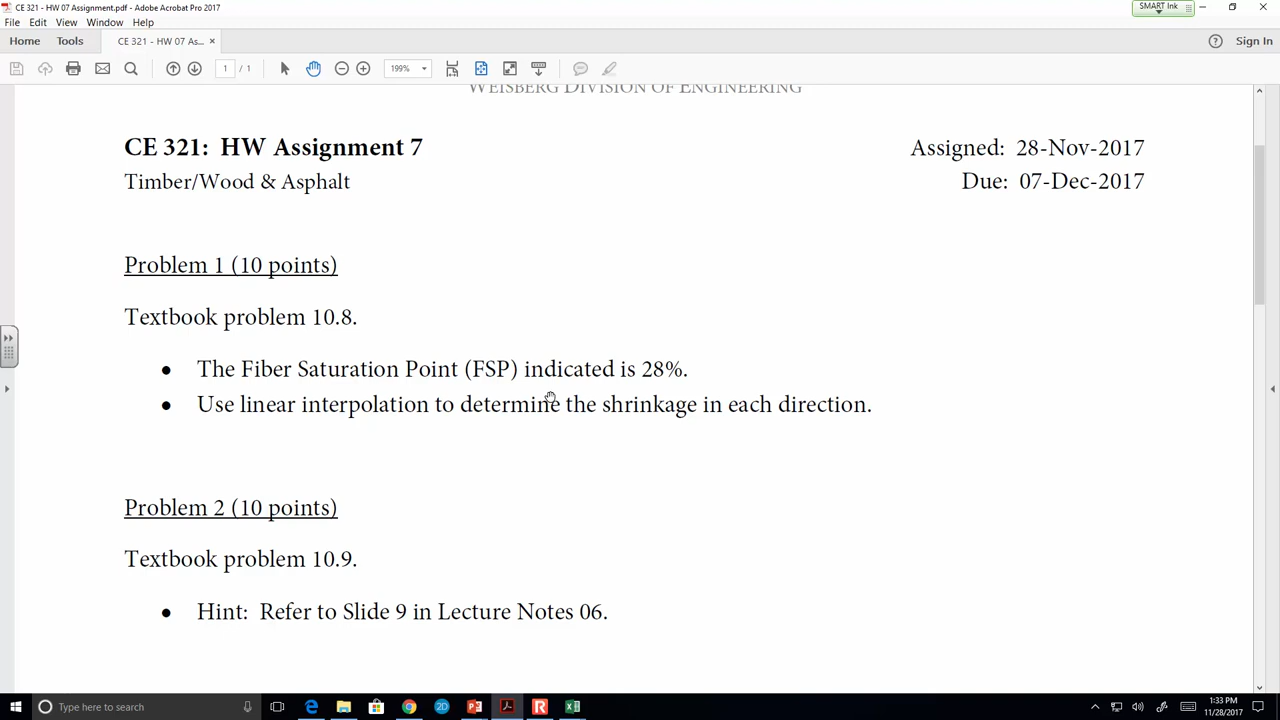 CE 321 - HW 07 Assignment.pdf - Adobe Acrobat Pro 2017
SMART Ink
File Edit View Window Help
Home Tools CE 321 - HW 07 As... × Sign In
1 / 1 199%
WEISBERG DIVISION OF ENGINEERING
CE 321: HW Assignment 7 Assigned: 28-Nov-2017
Timber/Wood & Asphalt Due: 07-Dec-2017
Problem 1 (10 points)
Textbook problem 10.8.
• The Fiber Saturation Point (FSP) indicated is 28%.
• Use linear interpolation to determine the shrinkage in each direction.
Problem 2 (10 points)
Textbook problem 10.9.
• Hint: Refer to Slide 9 in Lecture Notes 06.
Type here to search 1:33 PM
11/28/2017